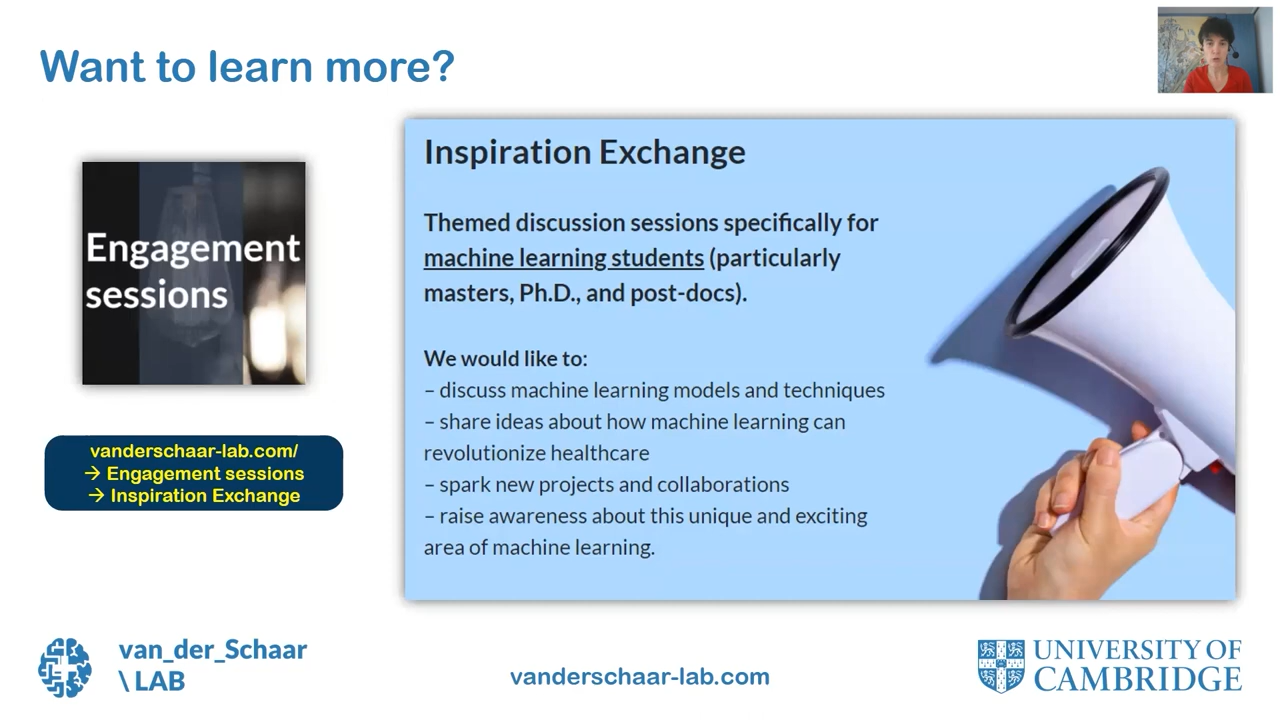 Want to learn more?
Engagement
sessions
vanderschaar-lab.com/
→ Engagement sessions
→ Inspiration Exchange
Inspiration Exchange
Themed discussion sessions specifically for
machine learning students (particularly
masters, Ph.D., and post-docs).
We would like to:
– discuss machine learning models and techniques
– share ideas about how machine learning can
revolutionize healthcare
– spark new projects and collaborations
– raise awareness about this unique and exciting
area of machine learning.
van_der_Schaar
\ LAB
vanderschaar-lab.com
UNIVERSITY OF
CAMBRIDGE